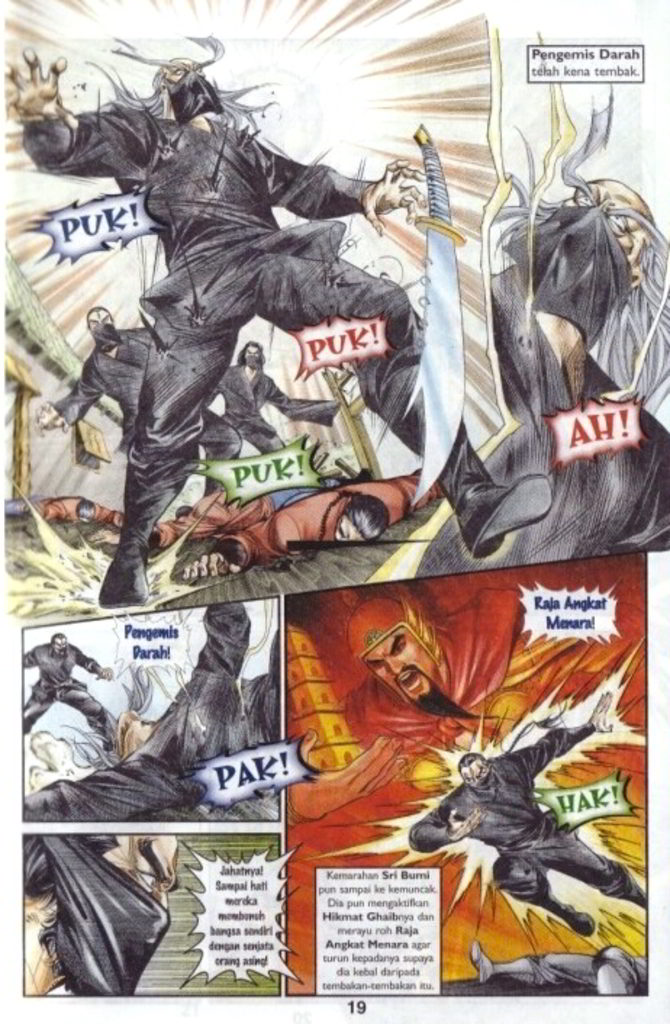 Pengemis Darah
telah kena tembak.
PUK!
PUK!
AH!
PUK!
Pengemis
Darah!
PAK!
Raja Angkat
Menara!
HAK!
Jahatnya!
Sampai hati
mereka
membunuh
bangsa sendiri
dengan senjata
orang asing!
Kemarahan Sri Bumi
pun sampai ke kemuncak.
Dia pun mengaktifkan
Hikmat Ghaibnya dan
merayu roh Raja
Angkat Menara agar
turun kepadanya supaya
dia kebal daripada
tembakan-tembakan itu.
19